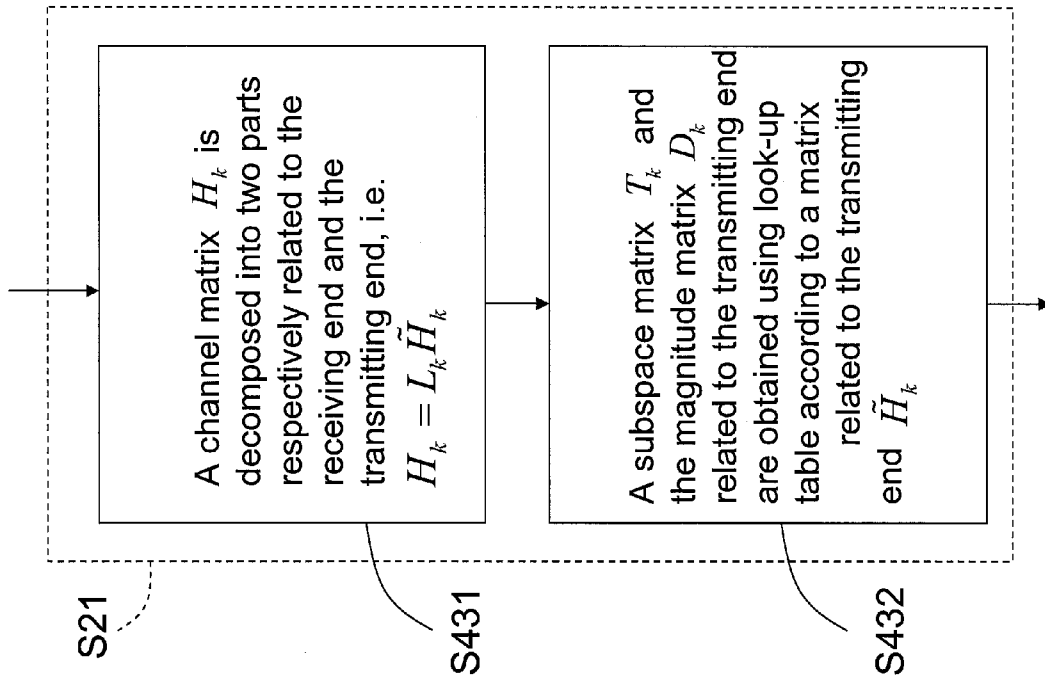 S21
A channel matrix H_k is
decomposed into two parts
respectively related to the
receiving end and the
transmitting end, i.e.
H_k = L_k H̃_k
S431
A subspace matrix T_k and
the magnitude matrix D_k
related to the transmitting end
are obtained using look-up
table according to a matrix
related to the transmitting
end H̃_k
S432